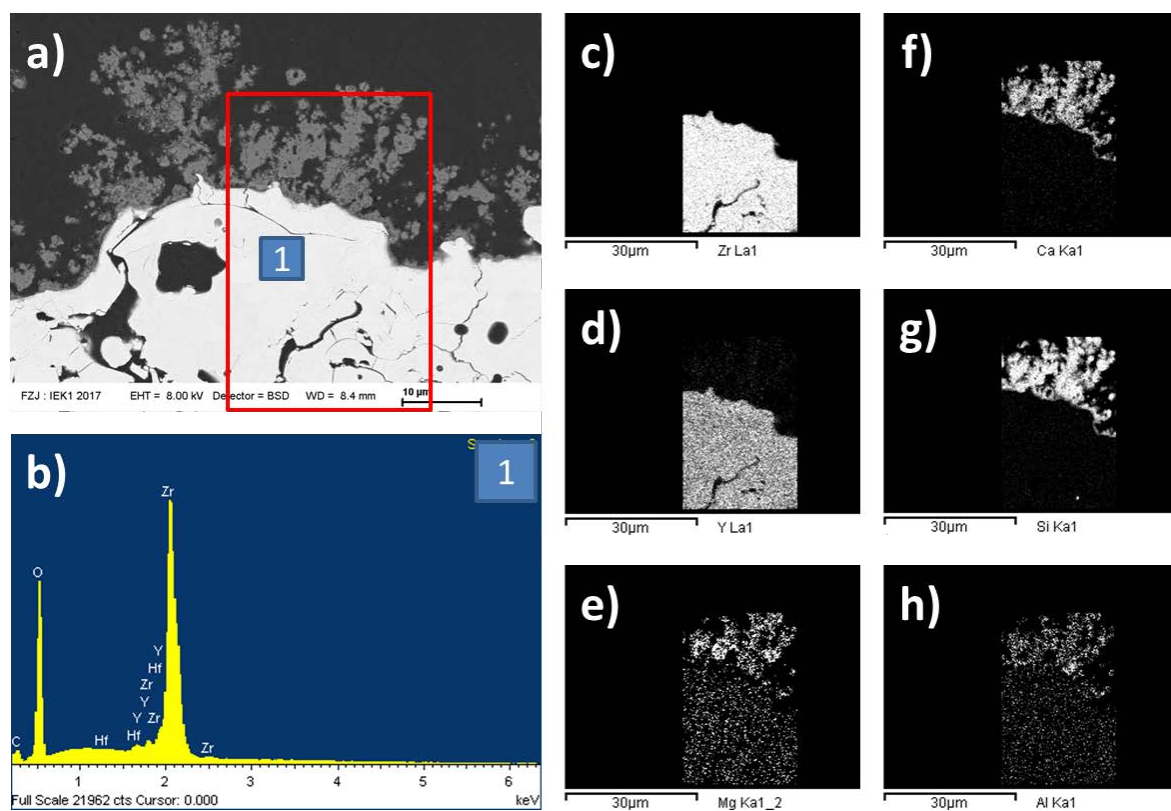 a)
1
FZJ : IEK1 2017 EHT = 8.00 kV Detector = BSD WD = 8.4 mm 10 µm
b)
1
Zr
O
Y
Hf
Zr
Y
Y Zr
Hf
C
Hf
Zr
1 2 3 4 5 6
Full Scale 21962 cts Cursor: 0.000 keV
c)
30µm Zr La1
d)
30µm Y La1
e)
30µm Mg Ka1_2
f)
30µm Ca Ka1
g)
30µm Si Ka1
h)
30µm Al Ka1